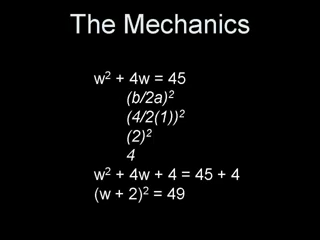 The Mechanics
w² + 4w = 45
(b/2a)²
(4/2(1))²
(2)²
4
w² + 4w + 4 = 45 + 4
(w + 2)² = 49